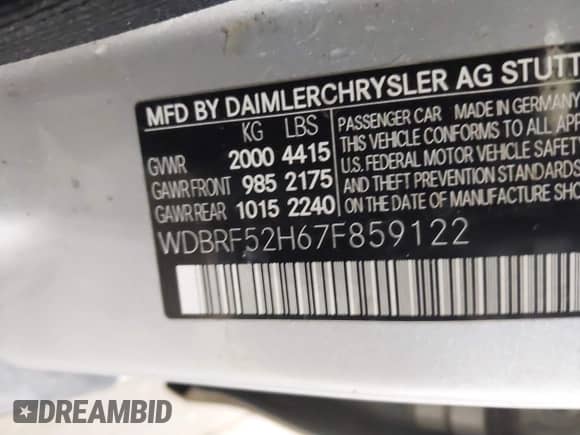 MFD BY DAIMLERCHRYSLER AG STUTT
KG LBS
GVWR 2000 4415
GAWR FRONT 985 2175
GAWR REAR 1015 2240
PASSENGER CAR MADE IN GERMANY
THIS VEHICLE CONFORMS TO ALL APP
U.S. FEDERAL MOTOR VEHICLE SAFETY
AND THEFT PREVENTION STANDARDS
ON THE DATE OF MANUFACTURE SHO
WDBRF52H67F859122
DREAMBID